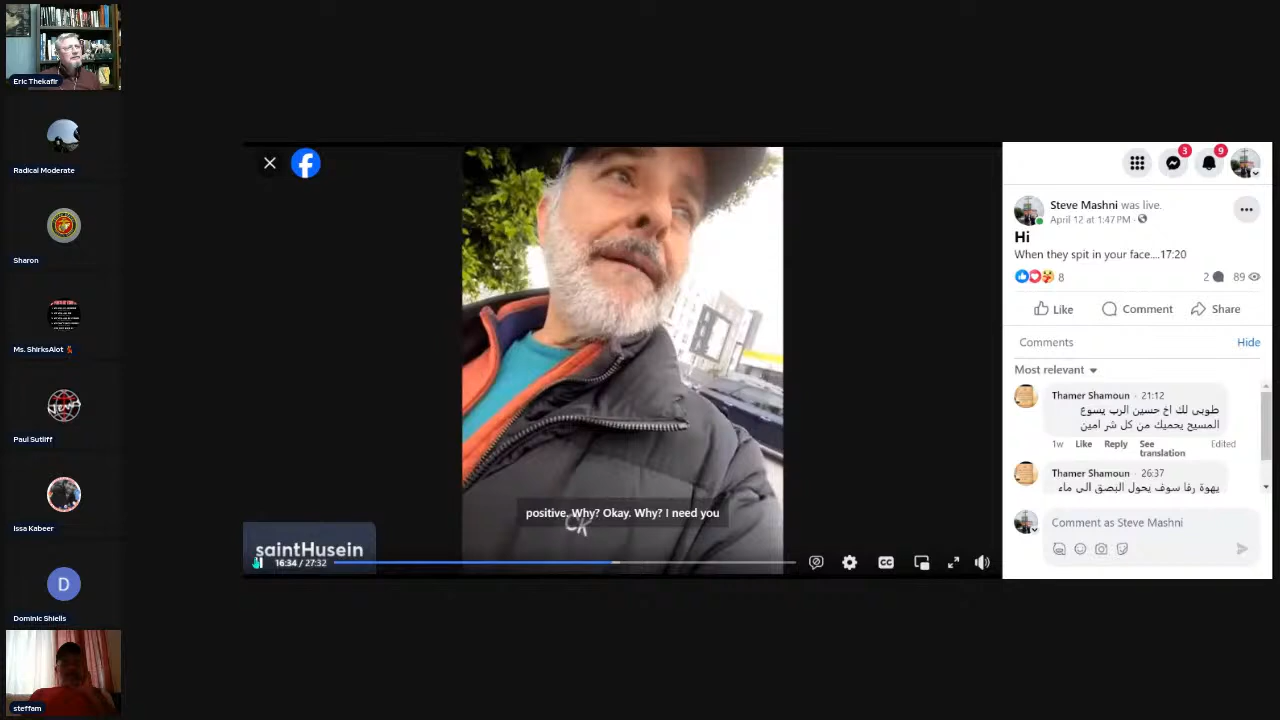 Eric Thekafir
Radical Moderate
Sharon
Ms. ShirksAlot
Paul Sutliff
Issa Kabeer
D
Dominic Shiells
steffam
positive. Why? Okay. Why? I need you
CK
saintHusein
16:34 / 27:32
CC
3
9
Steve Mashni was live.
April 12 at 1:47 PM ·
Hi
When they spit in your face....17:20
8
2
89
Like
Comment
Share
Comments
Hide
Most relevant
Thamer Shamoun · 21:12
طوبى لك اخ حسين الرب يسوع
المسيح يحميك من كل شر امين
1w Like Reply See translation Edited
Thamer Shamoun · 26:37
يهوة رفا سوف يحول البصق الى ماء
Comment as Steve Mashni